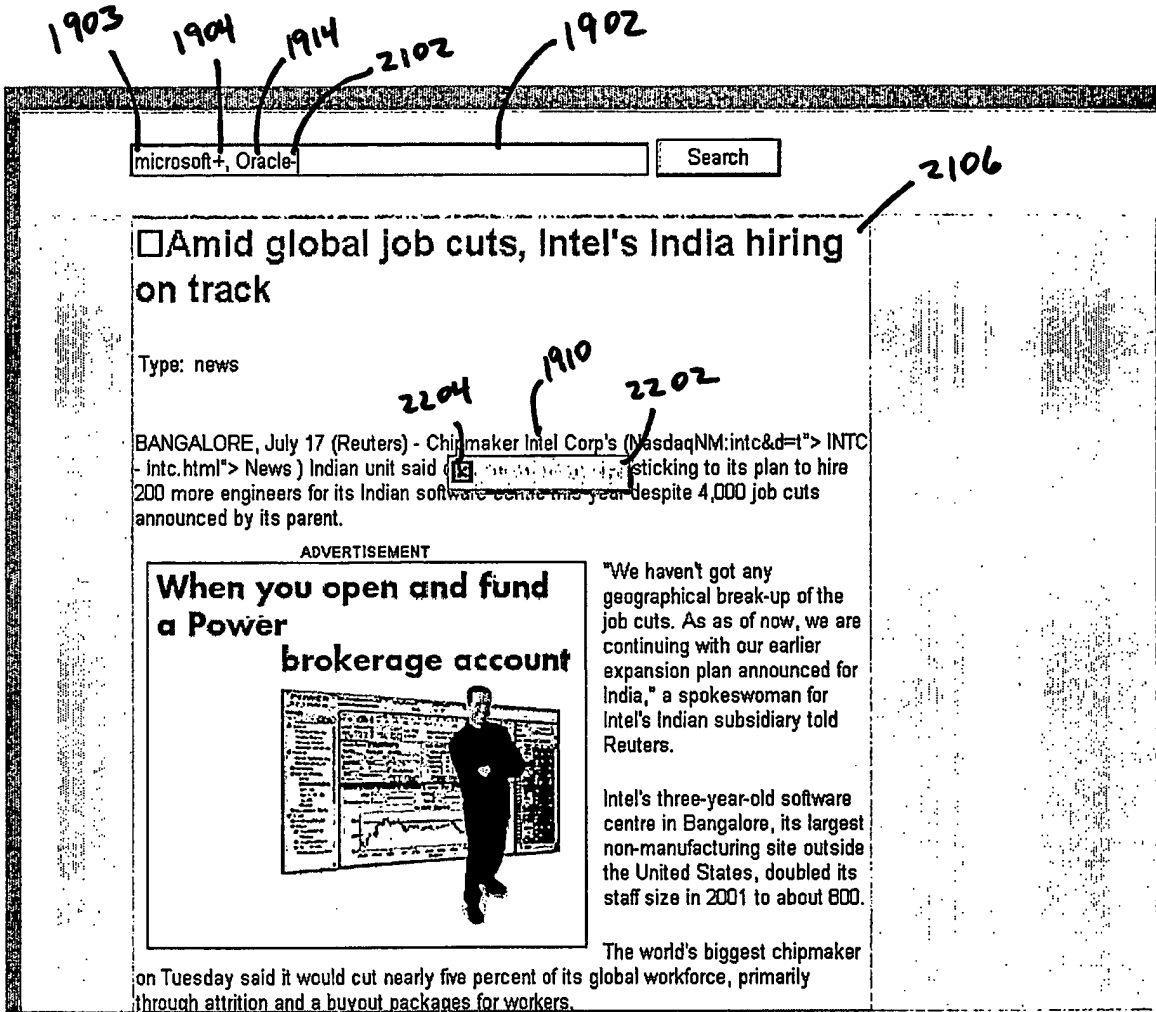 1903 1904 1914 2102 1902
microsoft+, Oracle-
Search
2106
□Amid global job cuts, Intel's India hiring
on track
Type: news
2204 1910 2202
BANGALORE, July 17 (Reuters) - Chipmaker Intel Corp's (NasdaqNM:intc&d=t"> INTC
- intc.html"> News ) Indian unit said sticking to its plan to hire
200 more engineers for its Indian software centre this year despite 4,000 job cuts
announced by its parent.
ADVERTISEMENT
When you open and fund
a Power
brokerage account
"We haven't got any
geographical break-up of the
job cuts. As as of now, we are
continuing with our earlier
expansion plan announced for
India," a spokeswoman for
Intel's Indian subsidiary told
Reuters.
Intel's three-year-old software
centre in Bangalore, its largest
non-manufacturing site outside
the United States, doubled its
staff size in 2001 to about 800.
The world's biggest chipmaker
on Tuesday said it would cut nearly five percent of its global workforce, primarily
through attrition and a buyout packages for workers.